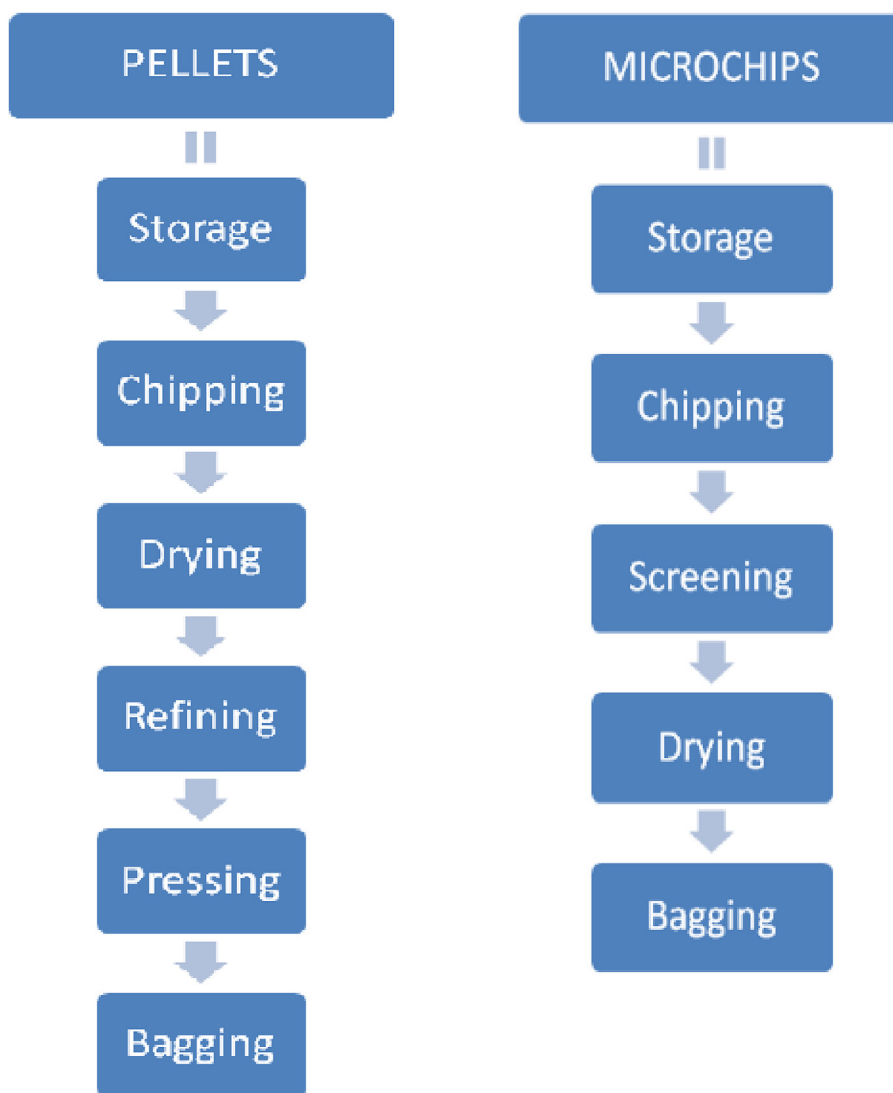 PELLETS
Storage
Chipping
Drying
Refining
Pressing
Bagging
MICROCHIPS
Storage
Chipping
Screening
Drying
Bagging